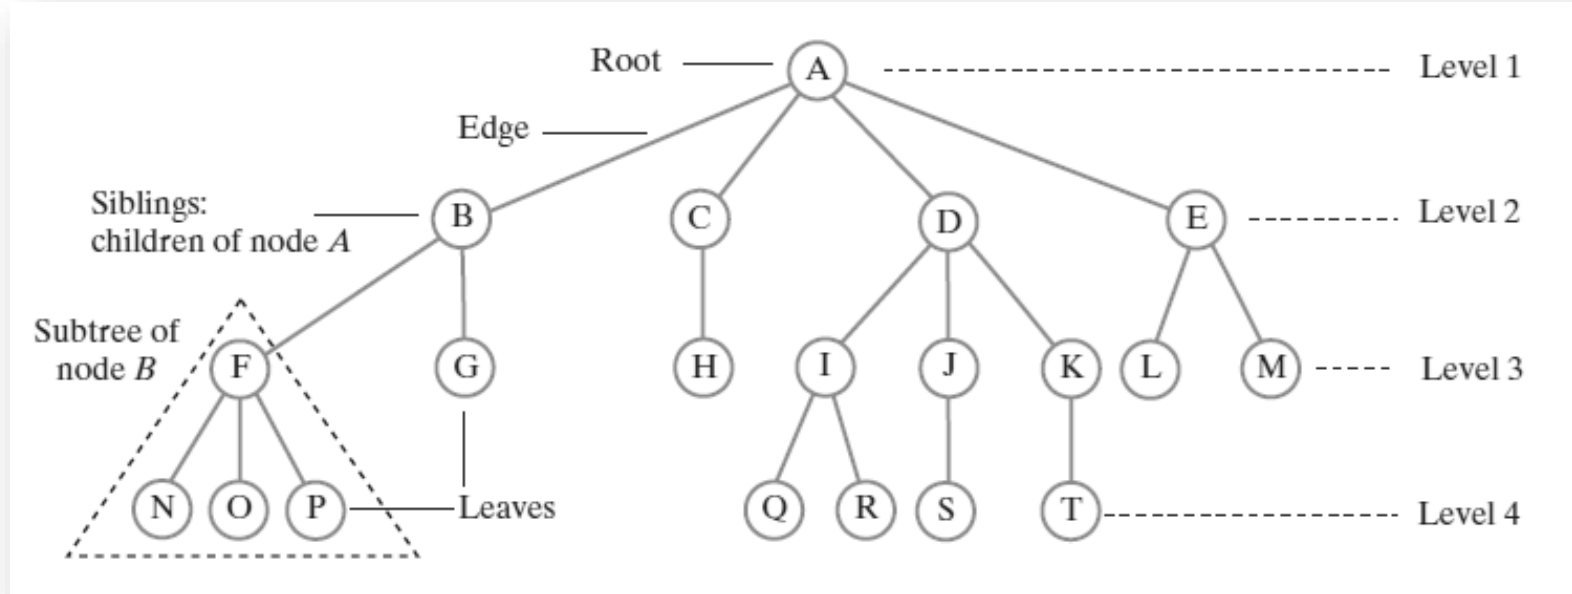 Root
A
Level 1
Edge
Siblings:
children of node A
B
C
D
E
Level 2
Subtree of
node B
F
G
H
I
J
K
L
M
Level 3
N
O
P
Leaves
Q
R
S
T
Level 4